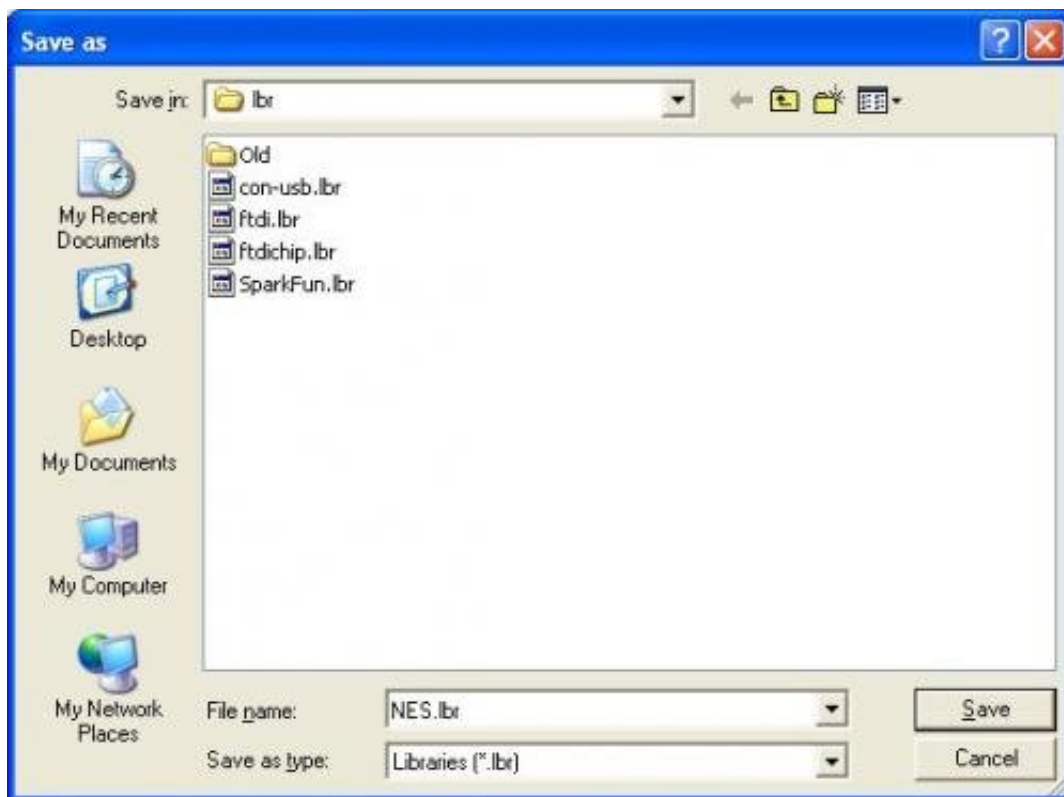 Save as
Save in: lbr
Old
con-usb.lbr
ftdi.lbr
ftdichip.lbr
SparkFun.lbr
My Recent
Documents
Desktop
My Documents
My Computer
My Network
Places
File name: NES.lbr Save
Save as type: Libraries (*.lbr) Cancel